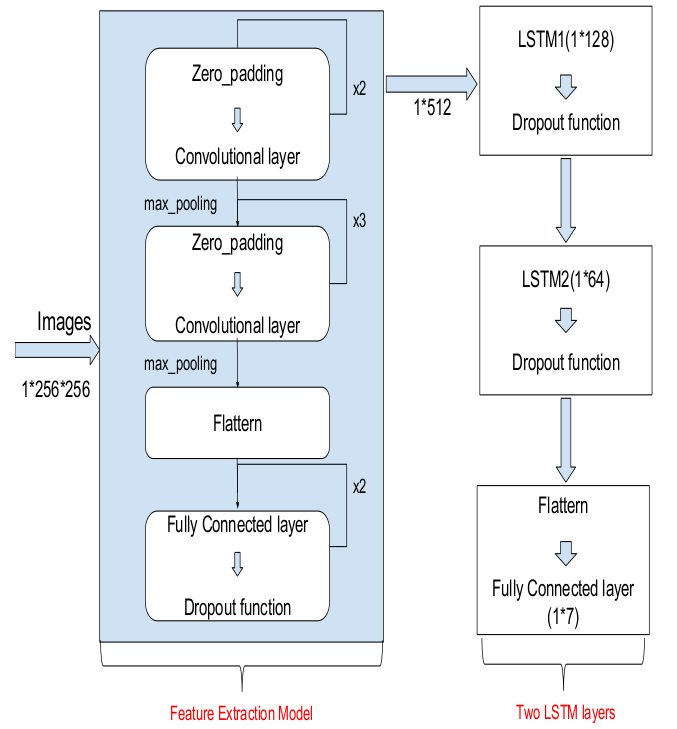 Images
1*256*256
Zero_padding
Convolutional layer
x2
max_pooling
Zero_padding
Convolutional layer
x3
max_pooling
Flattern
x2
Fully Connected layer
Dropout function
Feature Extraction Model
1*512
LSTM1(1*128)
Dropout function
LSTM2(1*64)
Dropout function
Flattern
Fully Connected layer
(1*7)
Two LSTM layers